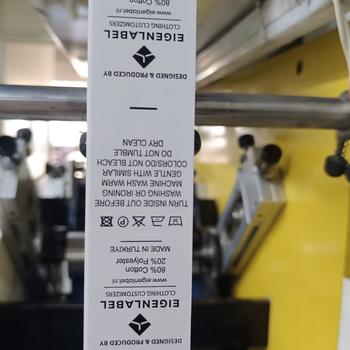 DESIGNED & PRODUCED BY
EIGENLABEL
CLOTHING CUSTOMIZERS
www.eigenlabel.nl
80% Cotton
20% Polyester
MADE IN TURKIYE
TURN INSIDE OUT BEFORE
WASHING OR IRONING
MACHINE WASH WARM
GENTLE WITH SIMILAR
COLORS/DO NOT BLEACH
DO NOT TUMBLE
DRY CLEAN
DESIGNED & PRODUCED BY
EIGENLABEL
CLOTHING CUSTOMIZERS
www.eigenlabel.nl
80% Cotton